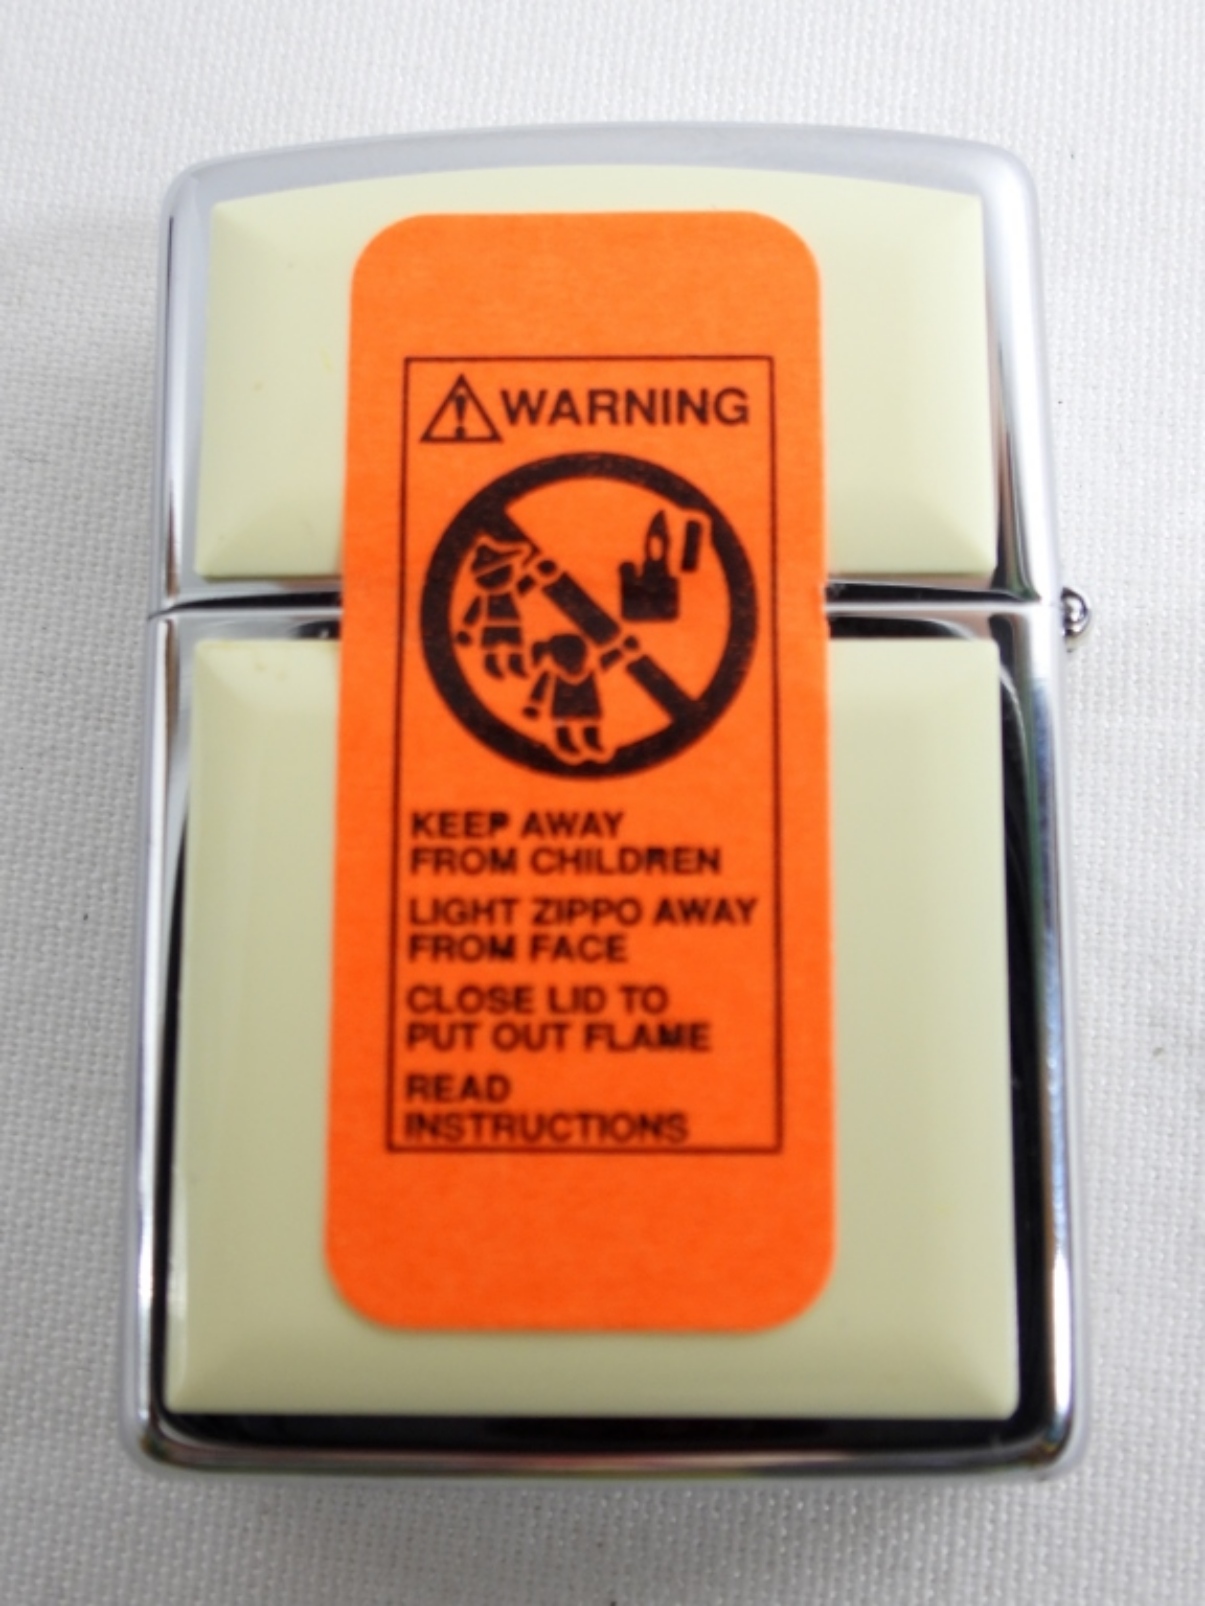 WARNING
KEEP AWAY
FROM CHILDREN
LIGHT ZIPPO AWAY
FROM FACE
CLOSE LID TO
PUT OUT FLAME
READ
INSTRUCTIONS